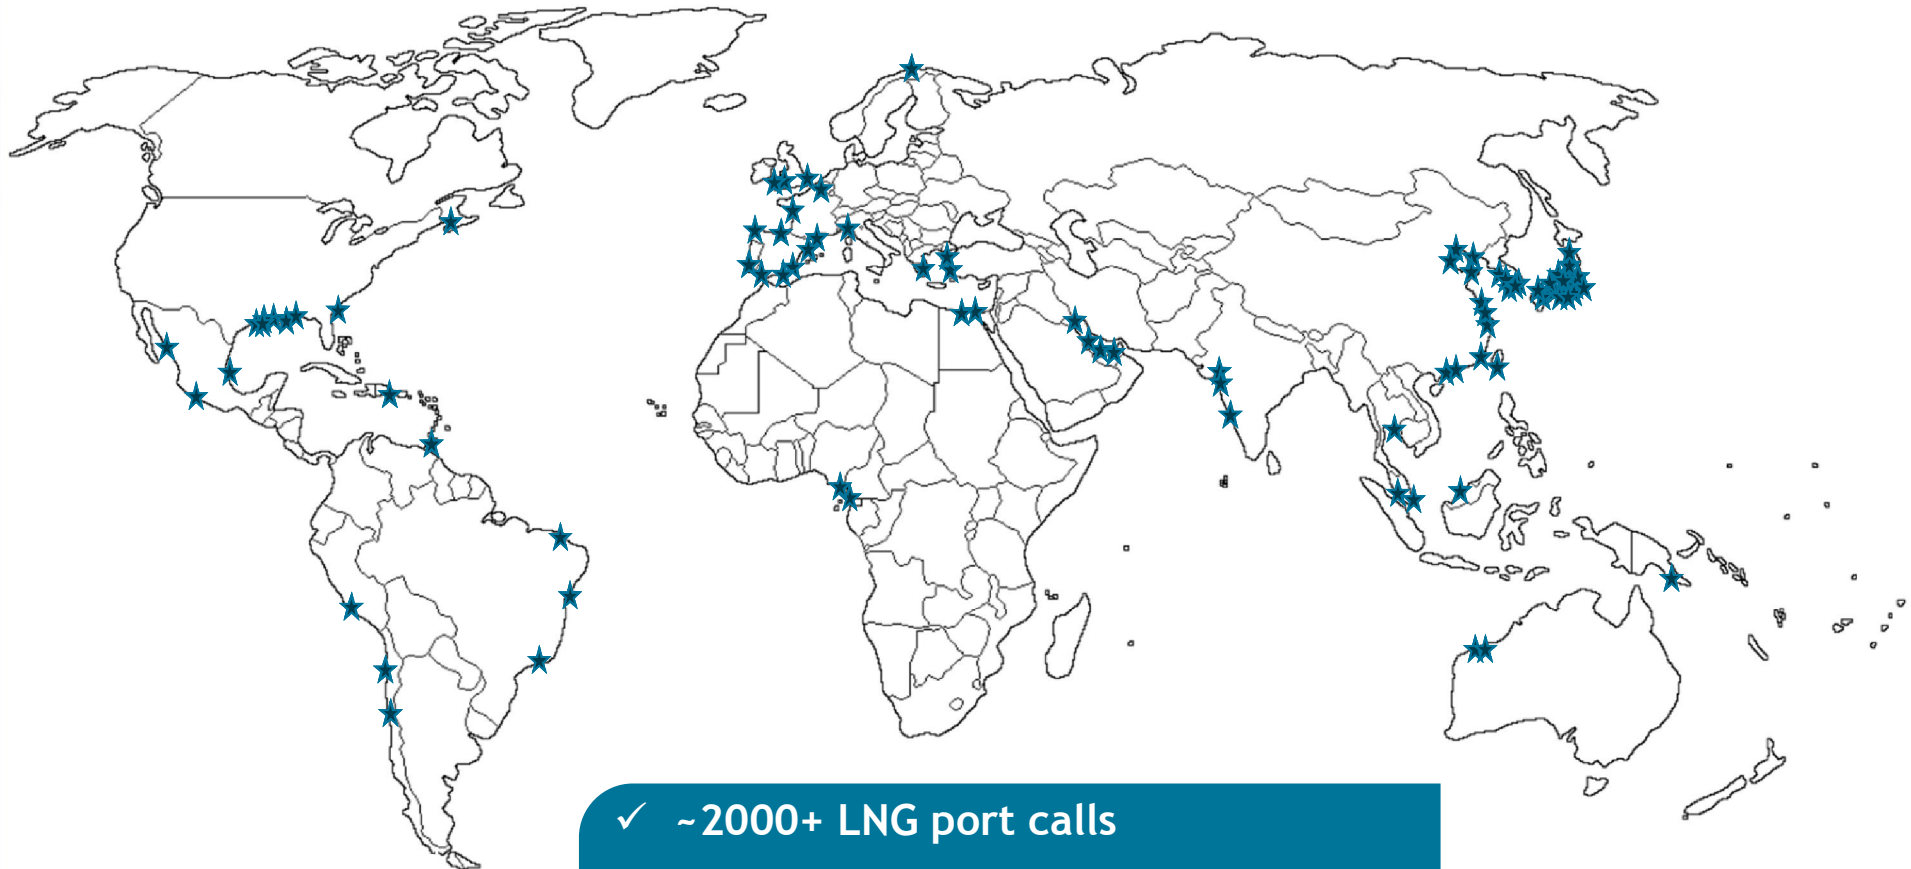 ✓ ~2000+ LNG port calls